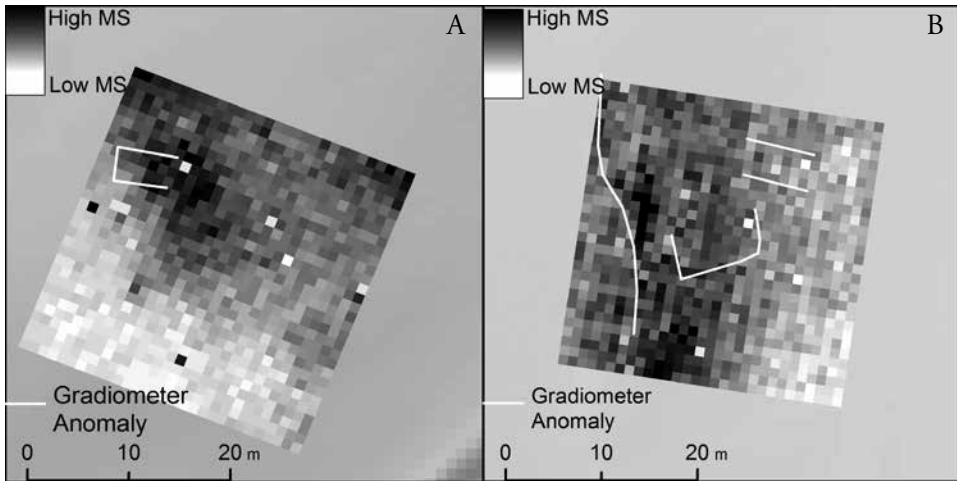 High MS
Low MS
A
Gradiometer
Anomaly
0 10 20 m
High MS
Low MS
B
Gradiometer
Anomaly
0 10 20 m